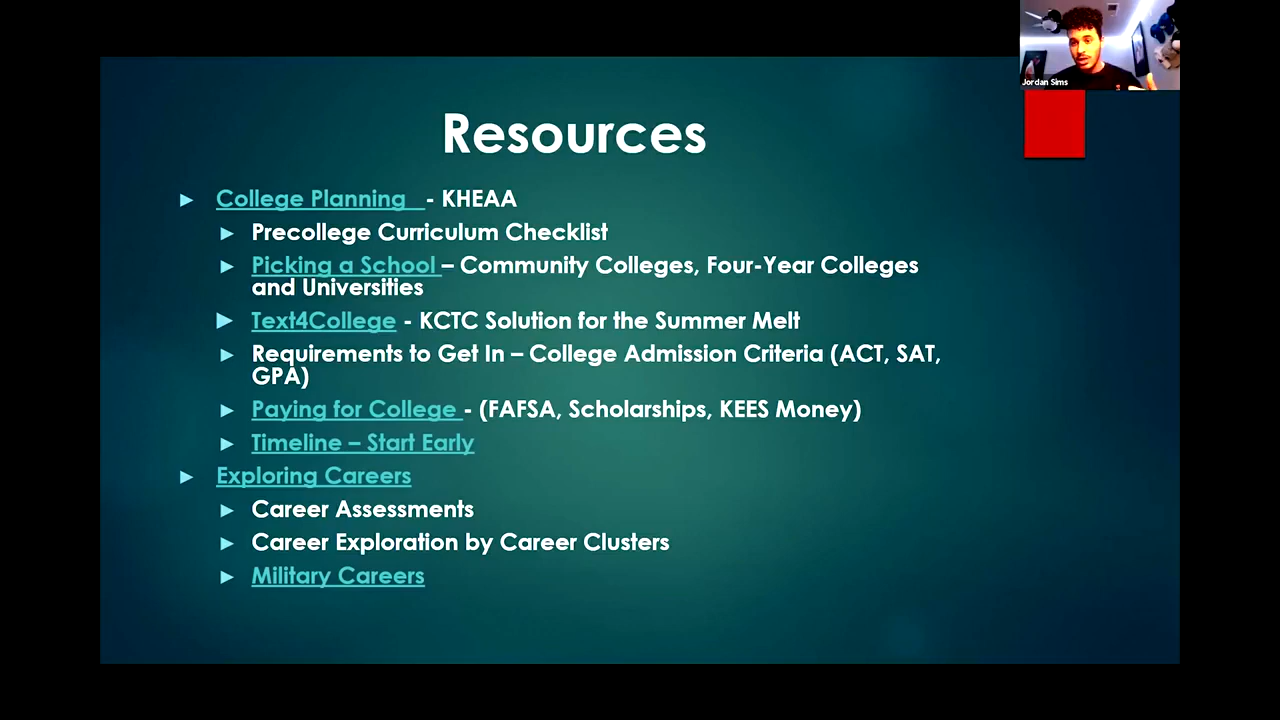 Jordan Sims
Resources
College Planning - KHEAA
Precollege Curriculum Checklist
Picking a School – Community Colleges, Four-Year Colleges
and Universities
Text4College - KCTC Solution for the Summer Melt
Requirements to Get In – College Admission Criteria (ACT, SAT,
GPA)
Paying for College - (FAFSA, Scholarships, KEES Money)
Timeline – Start Early
Exploring Careers
Career Assessments
Career Exploration by Career Clusters
Military Careers